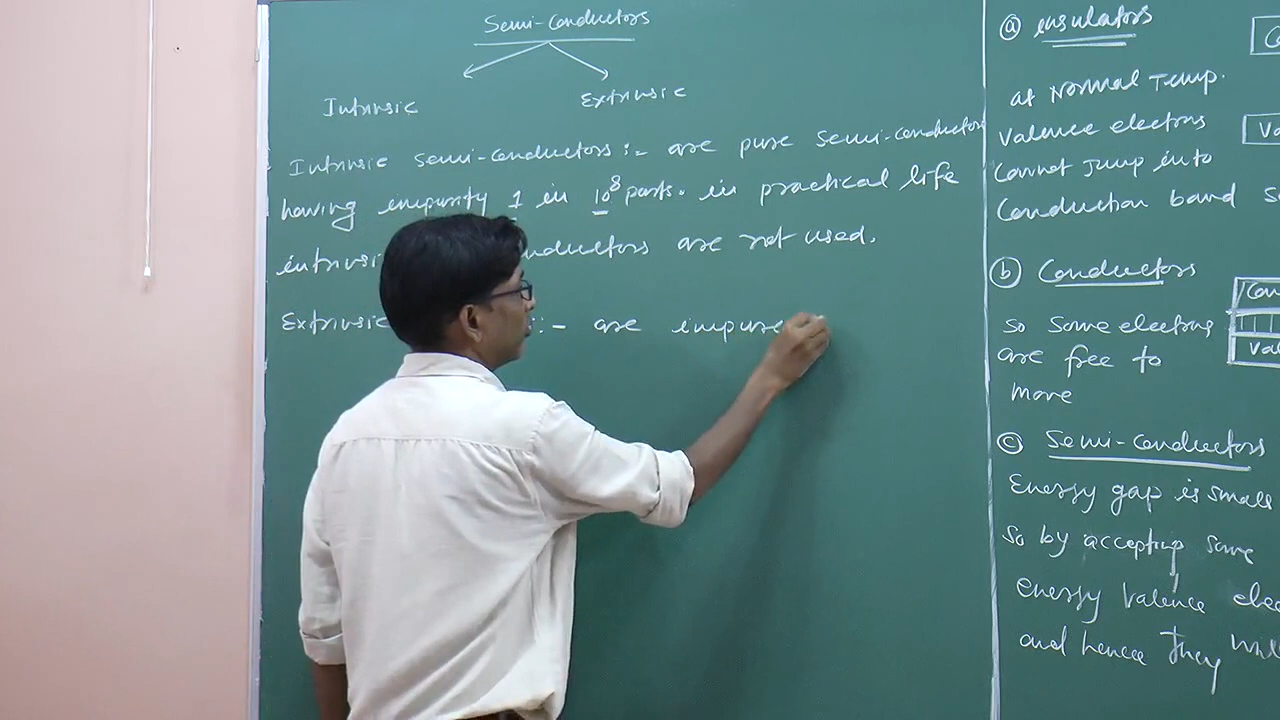 Semi-Conductors
Intrinsic
Extrinsic
Intrinsic semi-conductors :- are pure semi-conductors
having impurity 1 in 10⁸ parts. in practical life
are not used.
Extrinsic :- are impure
ⓐ insulators
at Normal Temp.
Valence electrons
Cannot Jump into
Conduction band
ⓑ Conductors
so some electrons
are free to
move
ⓒ Semi-Conductors
Energy gap is small
so by accepting some
energy Valence
and hence They